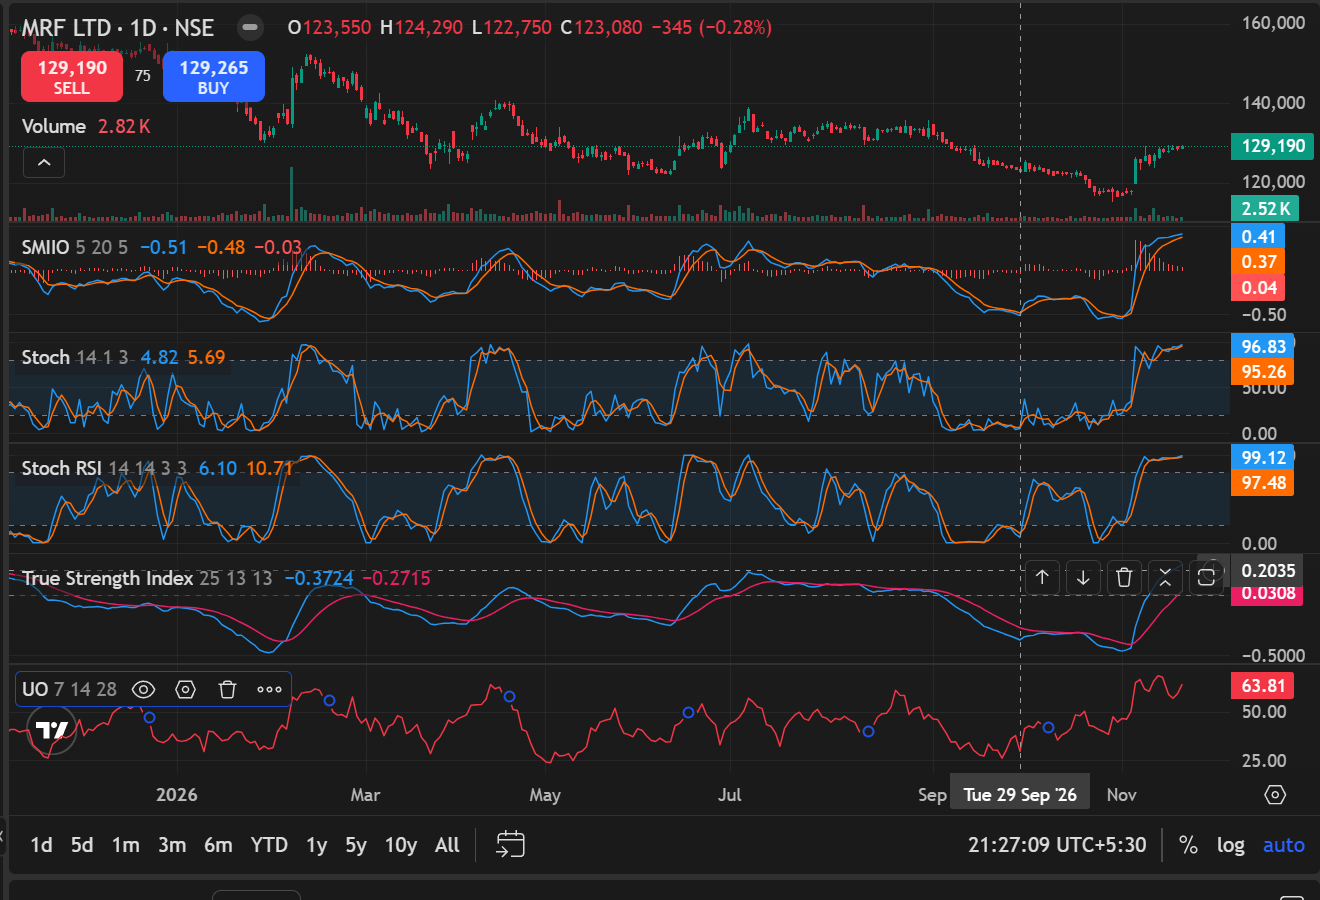 MRF LTD · 1D · NSE O123,550 H124,290 L122,750 C123,080 −345 (−0.28%)
129,190 SELL 75 129,265 BUY
Volume 2.82 K
160,000
140,000
129,190
120,000
2.52 K
SMIIO 5 20 5 −0.51 −0.48 −0.03
0.41
0.37
0.04
−0.50
Stoch 14 1 3 4.82 5.69
96.83
95.26
50.00
0.00
Stoch RSI 14 14 3 3 6.10 10.71
99.12
97.48
0.00
True Strength Index 25 13 13 −0.3724 −0.2715
0.2035
0.0308
−0.5000
UO 7 14 28
63.81
50.00
25.00
2026 Mar May Jul Sep Tue 29 Sep '26 Nov
1d 5d 1m 3m 6m YTD 1y 5y 10y All 21:27:09 UTC+5:30 % log auto